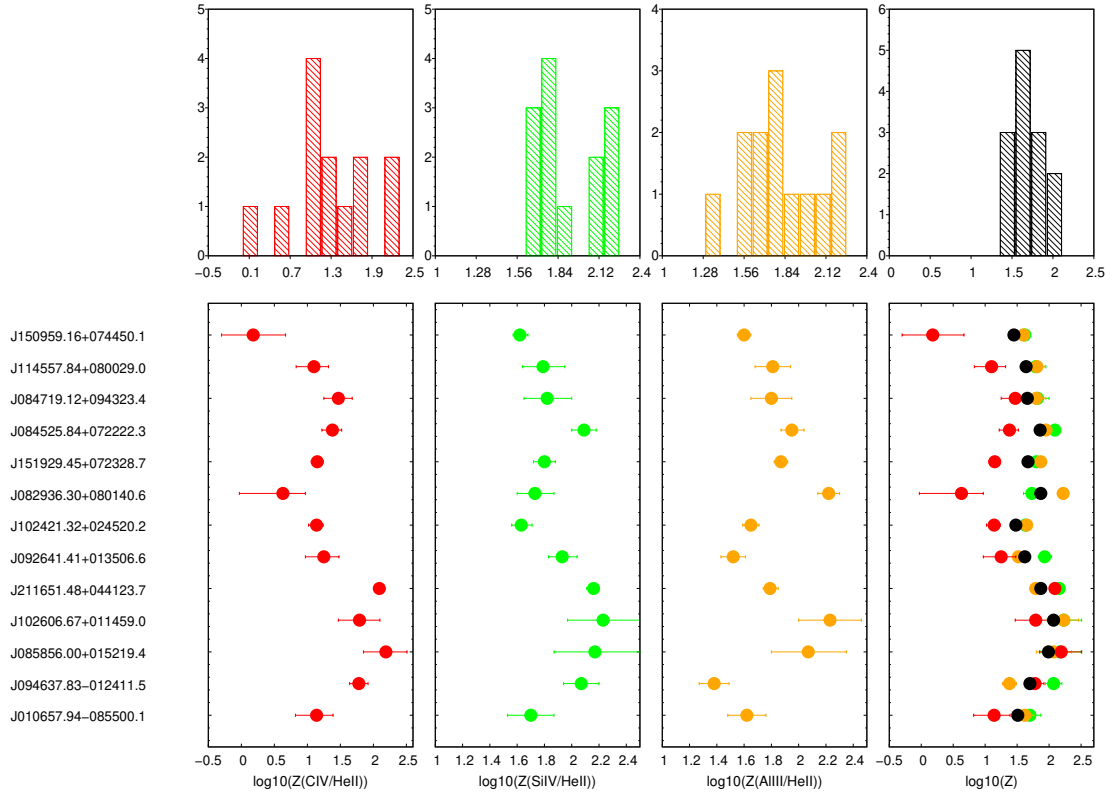 5
4
3
2
1
0
−0.5 0.1 0.7 1.3 1.9 2.5
5
4
3
2
1
0
1 1.28 1.56 1.84 2.12 2.4
4
3
2
1
0
1 1.28 1.56 1.84 2.12 2.4
6
5
4
3
2
1
0
0 0.5 1 1.5 2 2.5
J150959.16+074450.1
J114557.84+080029.0
J084719.12+094323.4
J084525.84+072222.3
J151929.45+072328.7
J082936.30+080140.6
J102421.32+024520.2
J092641.41+013506.6
J211651.48+044123.7
J102606.67+011459.0
J085856.00+015219.4
J094637.83−012411.5
J010657.94−085500.1
−0.5 0 0.5 1 1.5 2 2.5
log10(Z(CIV/HeII))
1 1.2 1.4 1.6 1.8 2 2.2 2.4
log10(Z(SiIV/HeII))
1 1.2 1.4 1.6 1.8 2 2.2 2.4
log10(Z(AlIII/HeII))
−0.5 0 0.5 1 1.5 2 2.5
log10(Z)